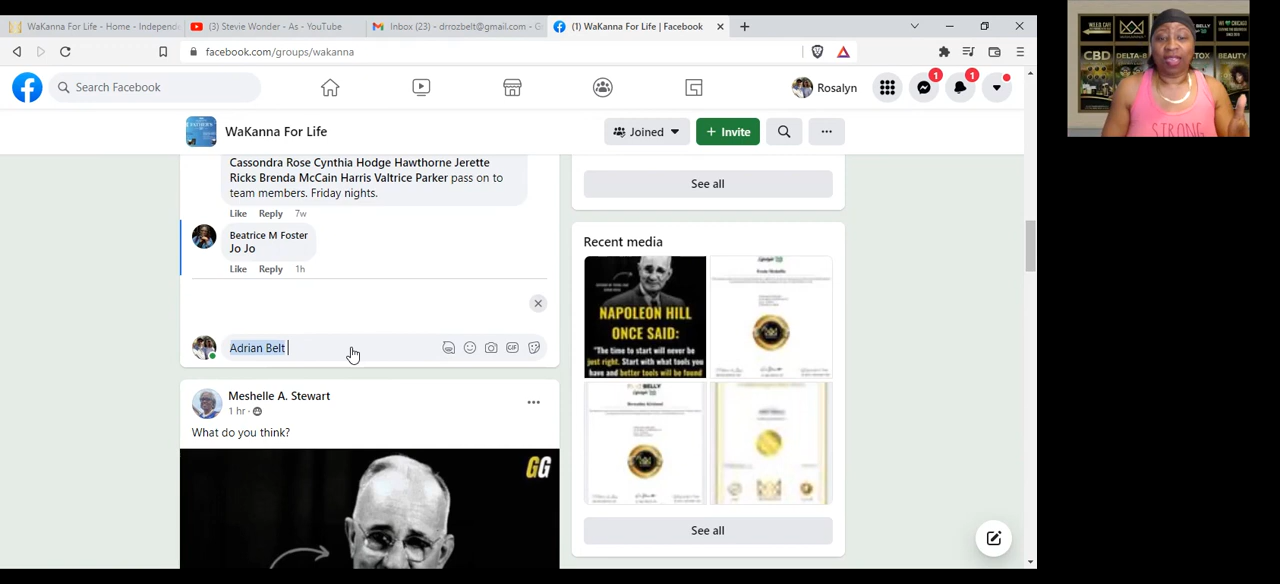 WaKanna For Life - Home - Independ
(3) Stevie Wonder - As - YouTube
Inbox (23) - drrozbelt@gmail.com - G
(1) WaKanna For Life | Facebook
facebook.com/groups/wakanna
Search Facebook
Rosalyn
1
1
WaKanna For Life
Joined
+ Invite
Cassondra Rose Cynthia Hodge Hawthorne Jerette
Ricks Brenda McCain Harris Valtrice Parker pass on to
team members. Friday nights.
Like Reply 7w
Beatrice M Foster
Jo Jo
Like Reply 1h
Adrian Belt
GIF
Meshelle A. Stewart
1 hr
What do you think?
GG
See all
Recent media
NAPOLEON HILL
ONCE SAID:
"The time to start will never be
just right. Start with what tools you
have and better tools will be found
See all
CBD
DELTA-8
DETOX
BEAUTY
STRONG